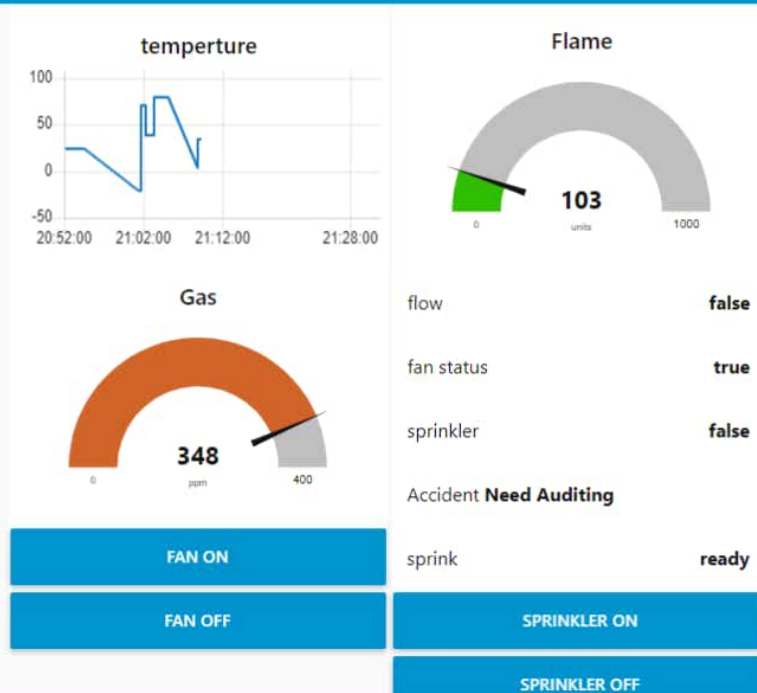 temperture
100
50
0
-50
20:52:00 21:02:00 21:12:00 21:28:00
Gas
348
ppm
0 400
FAN ON
FAN OFF
Flame
103
units
0 1000
flow false
fan status true
sprinkler false
Accident Need Auditing
sprink ready
SPRINKLER ON
SPRINKLER OFF